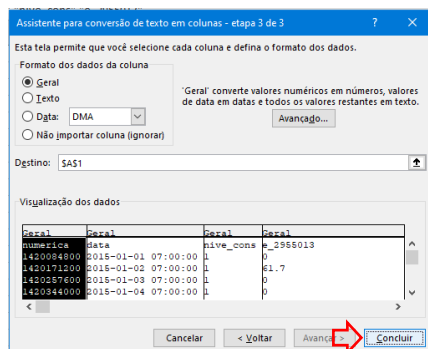 Assistente para conversão de texto em colunas - etapa 3 de 3 ? ×
Esta tela permite que você selecione cada coluna e defina o formato dos dados.
Formato dos dados da coluna
Geral
Texto
Data: DMA
Não importar coluna (ignorar)
'Geral' converte valores numéricos em números, valores
de data em datas e todos os valores restantes em texto.
Avançado...
Destino: $A$1
Visualização dos dados
Geral Geral Geral Geral
numerica data nive_cons e_2955013
1420084800 2015-01-01 07:00:00 1 0
1420171200 2015-01-02 07:00:00 1 61.7
1420257600 2015-01-03 07:00:00 1 0
1420344000 2015-01-04 07:00:00 1 0
Cancelar < Voltar Avançar > Concluir